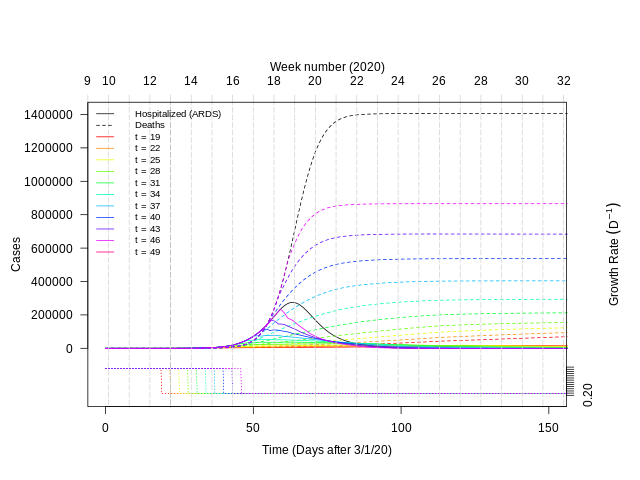 Week number (2020)
9 10 12 14 16 18 20 22 24 26 28 30 32
1400000
1200000
1000000
800000
600000
400000
200000
0
Cases
Hospitalized (ARDS)
Deaths
t = 19
t = 22
t = 25
t = 28
t = 31
t = 34
t = 37
t = 40
t = 43
t = 46
t = 49
Growth Rate (D⁻¹)
0.20
0 50 100 150
Time (Days after 3/1/20)